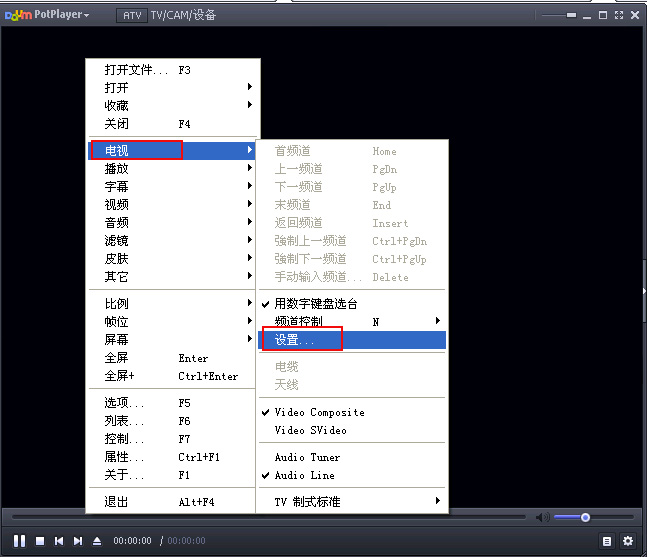 Daum PotPlayer ATV TV/CAM/设备
打开文件... F3
打开
收藏
关闭 F4
电视
播放
字幕
视频
音频
滤镜
皮肤
其它
比例
帧位
屏幕
全屏 Enter
全屏+ Ctrl+Enter
选项... F5
列表... F6
控制... F7
属性... Ctrl+F1
关于... F1
退出 Alt+F4
首频道 Home
上一频道 PgDn
下一频道 PgUp
末频道 End
返回频道 Insert
強制上一频道 Ctrl+PgDn
強制下一频道 Ctrl+PgUp
手动输入频道... Delete
用数字键盘选台
频道控制 N
设置...
电缆
天线
Video Composite
Video SVideo
Audio Tuner
Audio Line
TV 制式标准
00:00:00 / 00:00:00